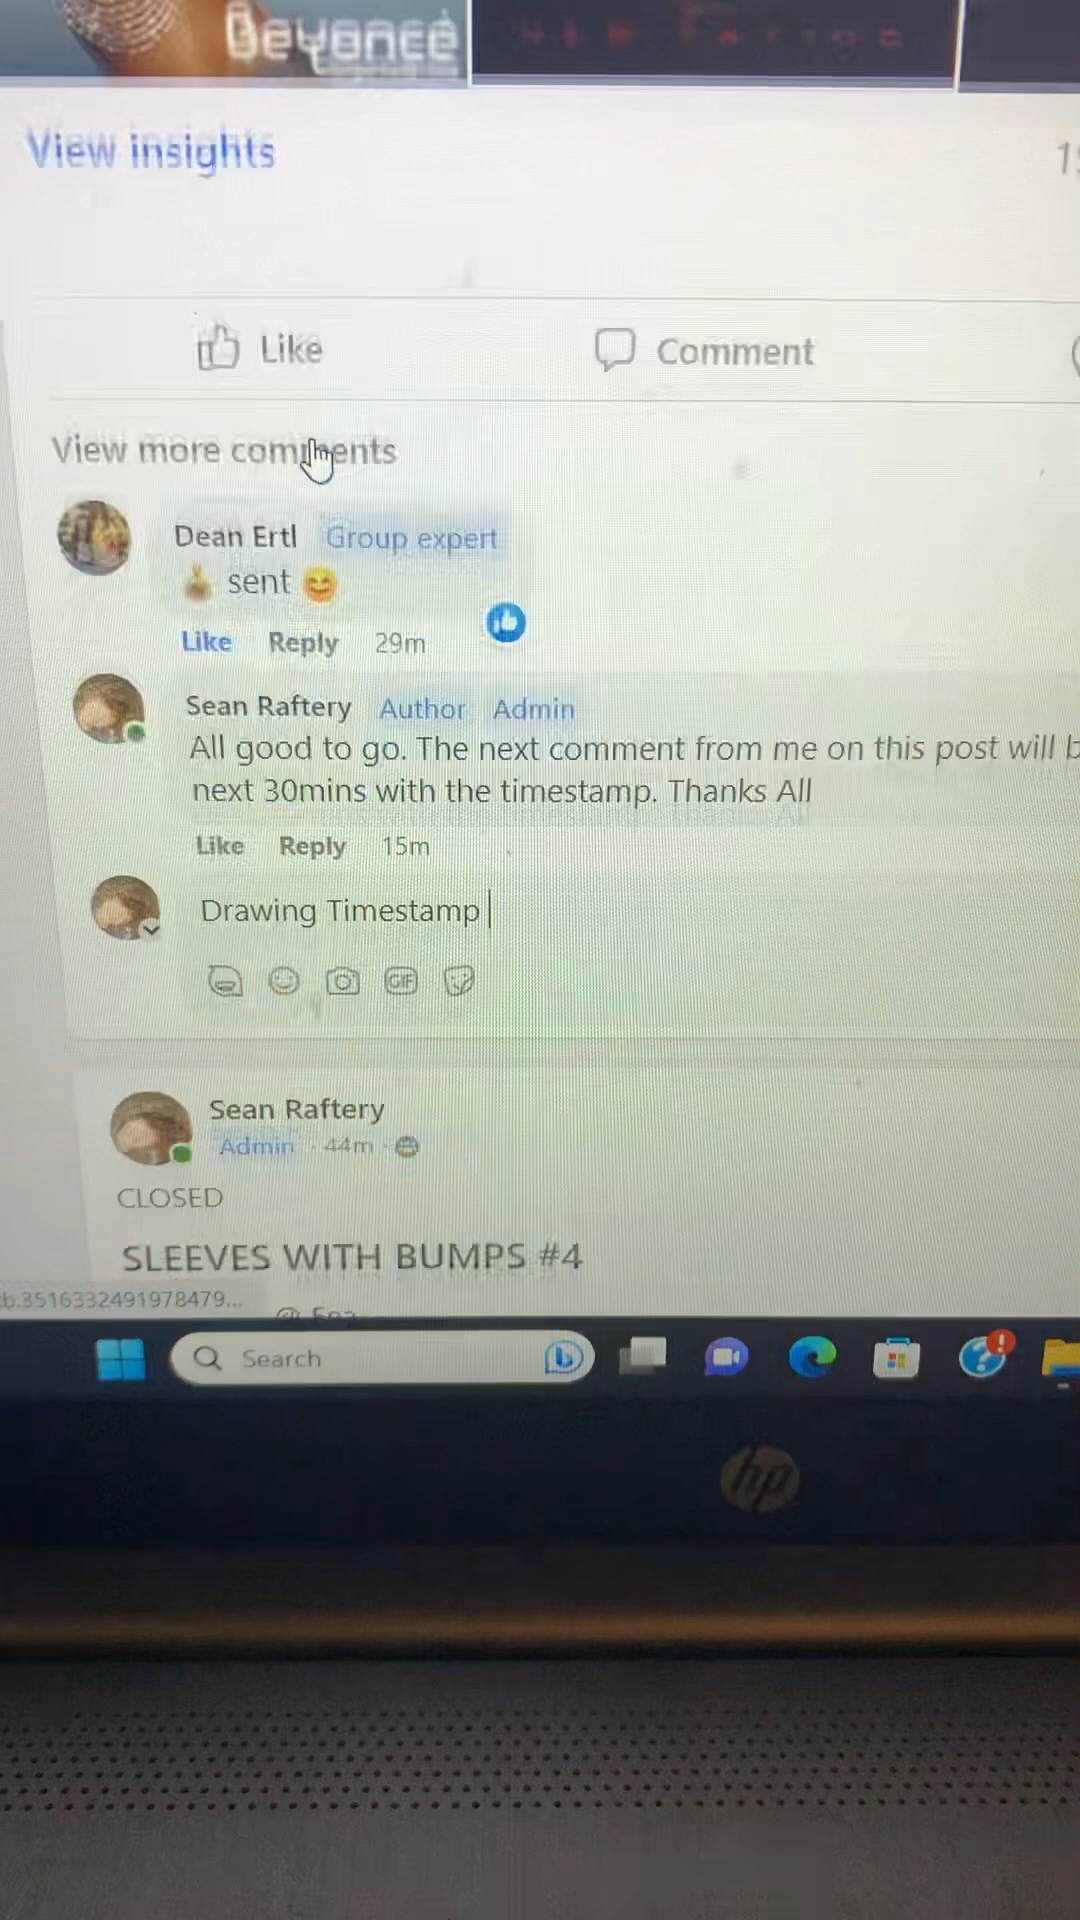 Beyoncé
View insights
Like
Comment
View more comments
Dean Ertl Group expert
sent
Like Reply 29m
Sean Raftery Author Admin
All good to go. The next comment from me on this post will b
next 30mins with the timestamp. Thanks All
Like Reply 15m
Drawing Timestamp
GIF
Sean Raftery
Admin · 44m ·
CLOSED
SLEEVES WITH BUMPS #4
b.3516332491978479...
Search
hp